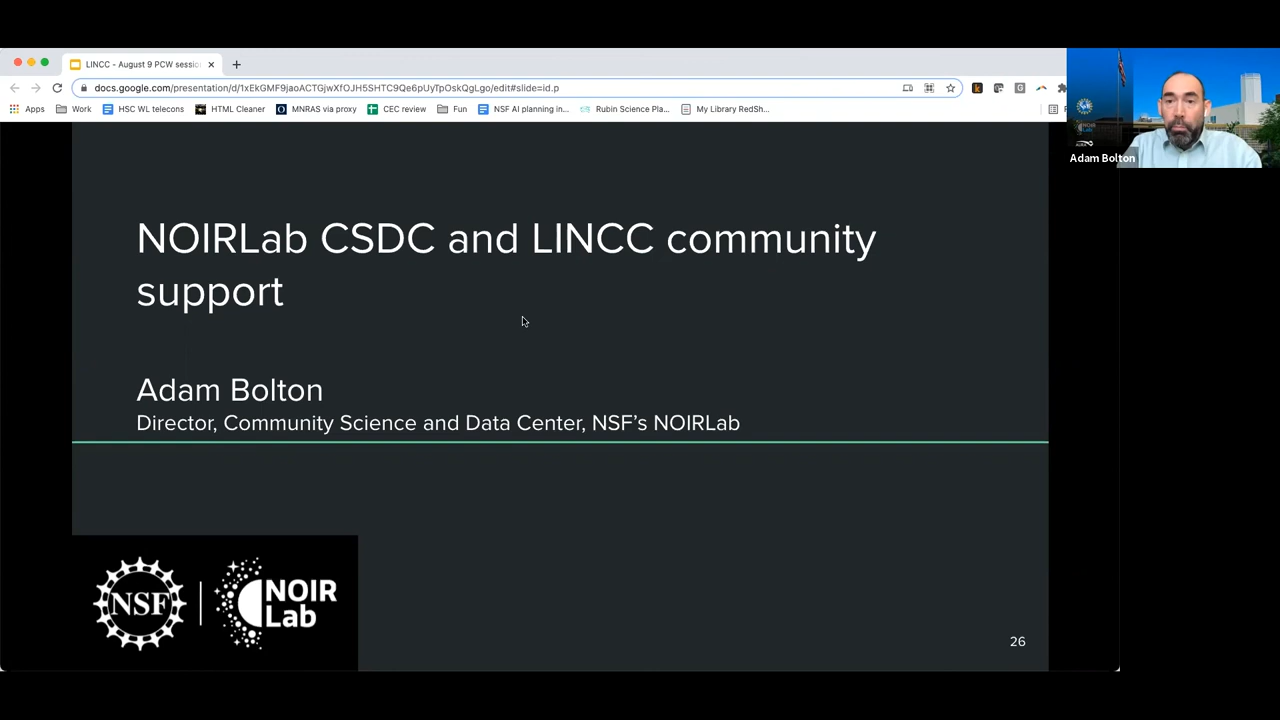 LINCC - August 9 PCW sessio
docs.google.com/presentation/d/1xEkGMF9jaoACTGjwXfOJH5SHTC9Qe6pUyTpOskQgLgo/edit#slide=id.p
Apps Work HSC WL telecons HTML Cleaner MNRAS via proxy CEC review Fun NSF AI planning in... Rubin Science Pla... My Library RedSh...
Adam Bolton
NOIRLab CSDC and LINCC community
support
Adam Bolton
Director, Community Science and Data Center, NSF’s NOIRLab
NSF
NOIR
Lab
26